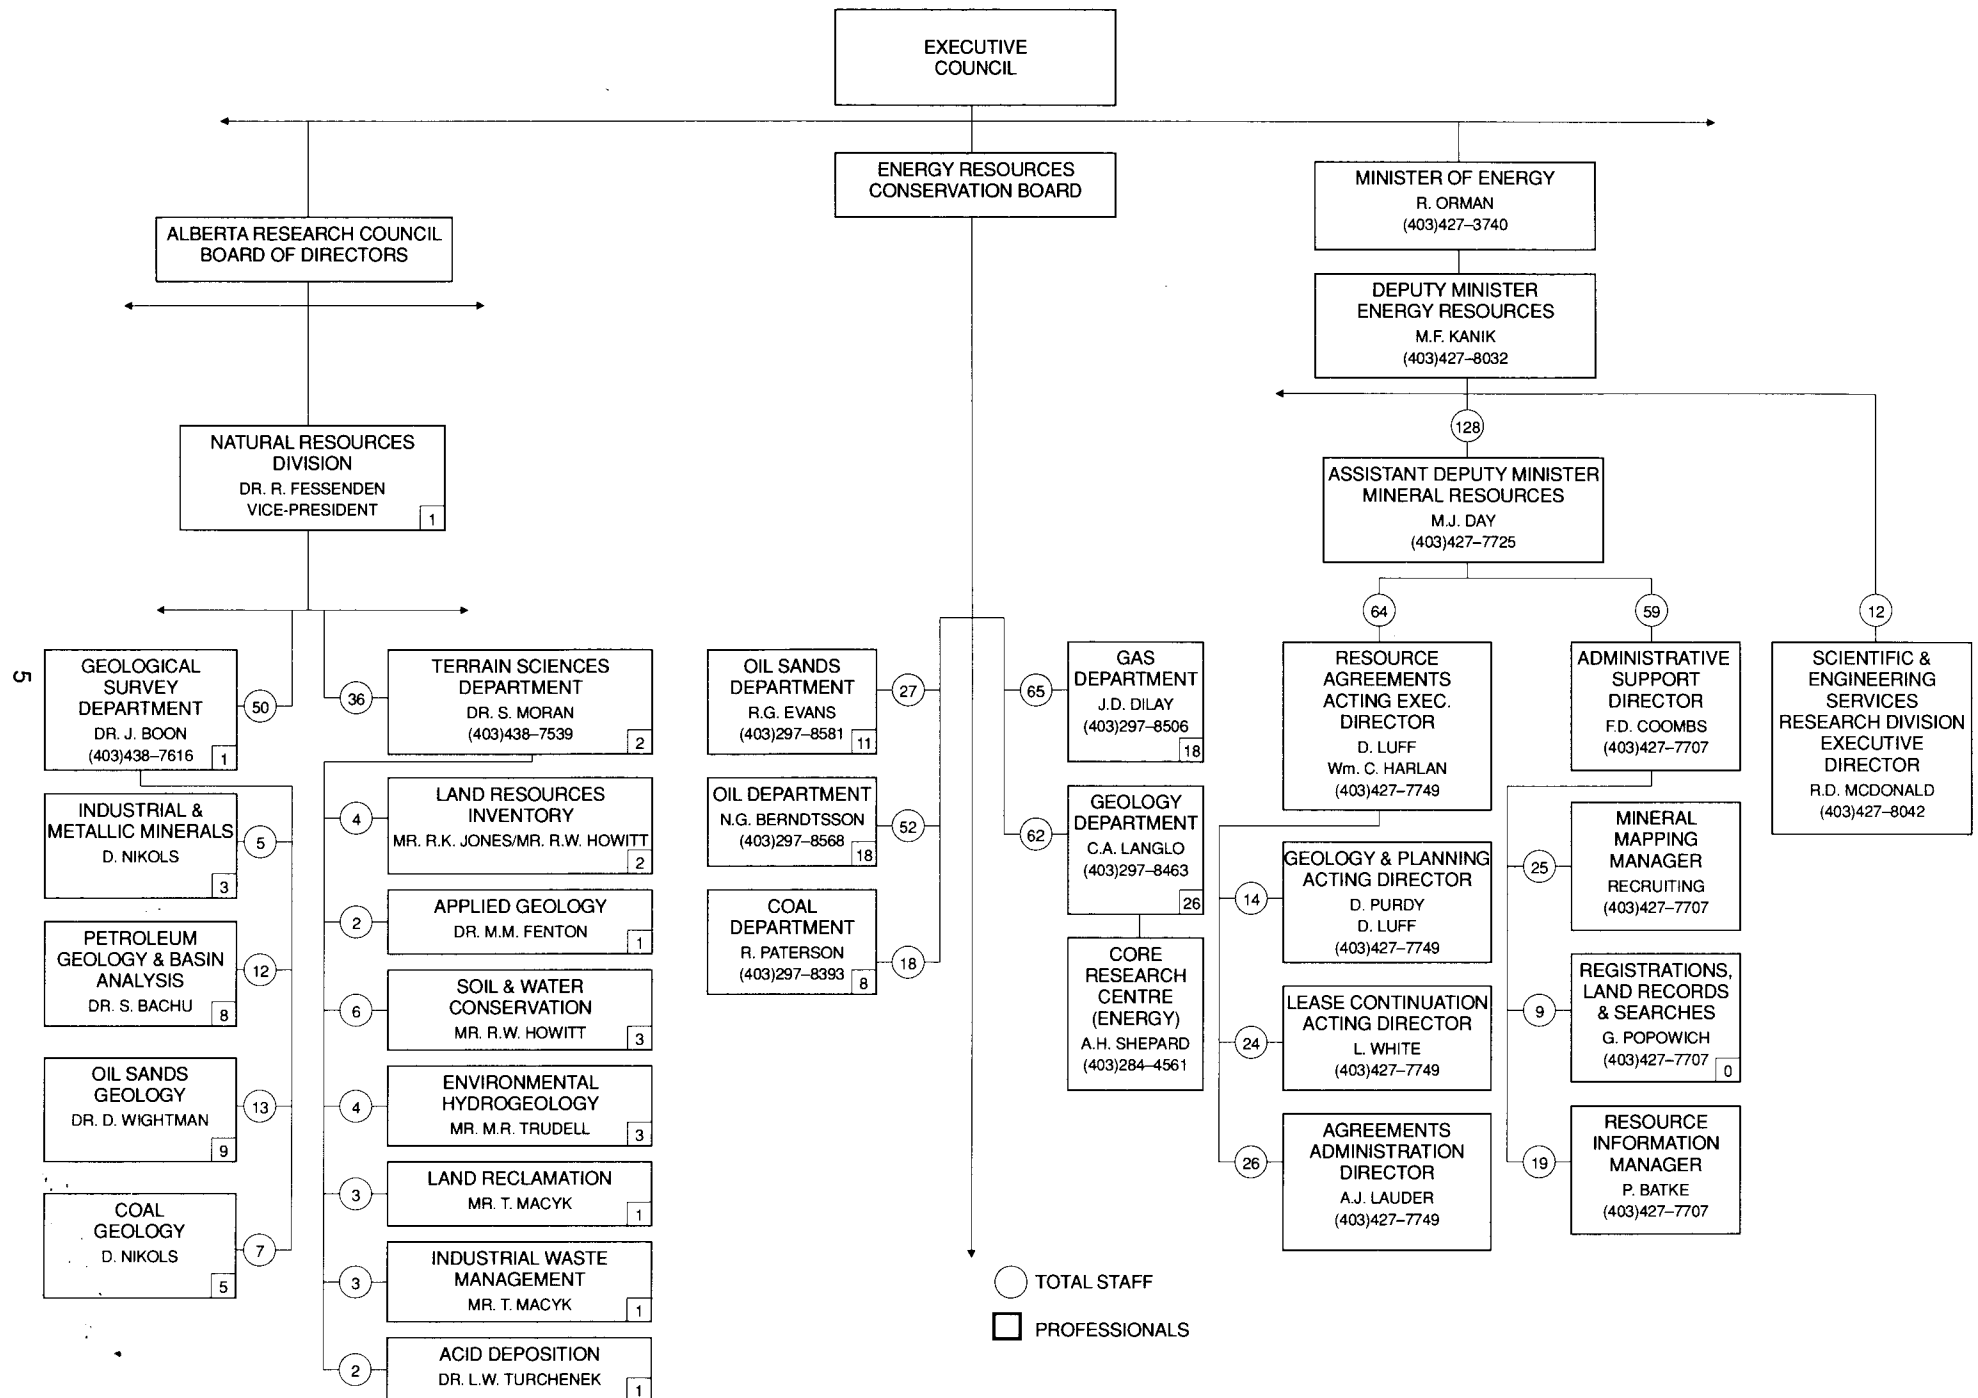 EXECUTIVE
COUNCIL
ENERGY RESOURCES
CONSERVATION BOARD
MINISTER OF ENERGY
R. ORMAN
(403)427–3740
ALBERTA RESEARCH COUNCIL
BOARD OF DIRECTORS
DEPUTY MINISTER
ENERGY RESOURCES
M.F. KANIK
(403)427–8032
128
NATURAL RESOURCES
DIVISION
DR. R. FESSENDEN
VICE-PRESIDENT
1
ASSISTANT DEPUTY MINISTER
MINERAL RESOURCES
M.J. DAY
(403)427–7725
5
GEOLOGICAL
SURVEY
DEPARTMENT
DR. J. BOON
(403)438–7616
1
50
INDUSTRIAL &
METALLIC MINERALS
D. NIKOLS
3
5
PETROLEUM
GEOLOGY & BASIN
ANALYSIS
DR. S. BACHU
8
12
OIL SANDS
GEOLOGY
DR. D. WIGHTMAN
9
13
COAL
GEOLOGY
D. NIKOLS
5
7
36
TERRAIN SCIENCES
DEPARTMENT
DR. S. MORAN
(403)438–7539
2
4
LAND RESOURCES
INVENTORY
MR. R.K. JONES/MR. R.W. HOWITT
2
2
APPLIED GEOLOGY
DR. M.M. FENTON
1
6
SOIL & WATER
CONSERVATION
MR. R.W. HOWITT
3
4
ENVIRONMENTAL
HYDROGEOLOGY
MR. M.R. TRUDELL
3
3
LAND RECLAMATION
MR. T. MACYK
1
3
INDUSTRIAL WASTE
MANAGEMENT
MR. T. MACYK
1
2
ACID DEPOSITION
DR. L.W. TURCHENEK
1
OIL SANDS
DEPARTMENT
R.G. EVANS
(403)297–8581
11
27
OIL DEPARTMENT
N.G. BERNDTSSON
(403)297–8568
18
52
COAL
DEPARTMENT
R. PATERSON
(403)297–8393
8
18
65
GAS
DEPARTMENT
J.D. DILAY
(403)297–8506
18
62
GEOLOGY
DEPARTMENT
C.A. LANGLO
(403)297–8463
26
CORE
RESEARCH
CENTRE
(ENERGY)
A.H. SHEPARD
(403)284–4561
64
RESOURCE
AGREEMENTS
ACTING EXEC.
DIRECTOR
D. LUFF
Wm. C. HARLAN
(403)427–7749
14
GEOLOGY & PLANNING
ACTING DIRECTOR
D. PURDY
D. LUFF
(403)427–7749
24
LEASE CONTINUATION
ACTING DIRECTOR
L. WHITE
(403)427–7749
26
AGREEMENTS
ADMINISTRATION
DIRECTOR
A.J. LAUDER
(403)427–7749
59
ADMINISTRATIVE
SUPPORT
DIRECTOR
F.D. COOMBS
(403)427–7707
25
MINERAL
MAPPING
MANAGER
RECRUITING
(403)427–7707
9
REGISTRATIONS,
LAND RECORDS
& SEARCHES
G. POPOWICH
(403)427–7707
0
19
RESOURCE
INFORMATION
MANAGER
P. BATKE
(403)427–7707
12
SCIENTIFIC &
ENGINEERING
SERVICES
RESEARCH DIVISION
EXECUTIVE
DIRECTOR
R.D. MCDONALD
(403)427–8042
TOTAL STAFF
PROFESSIONALS